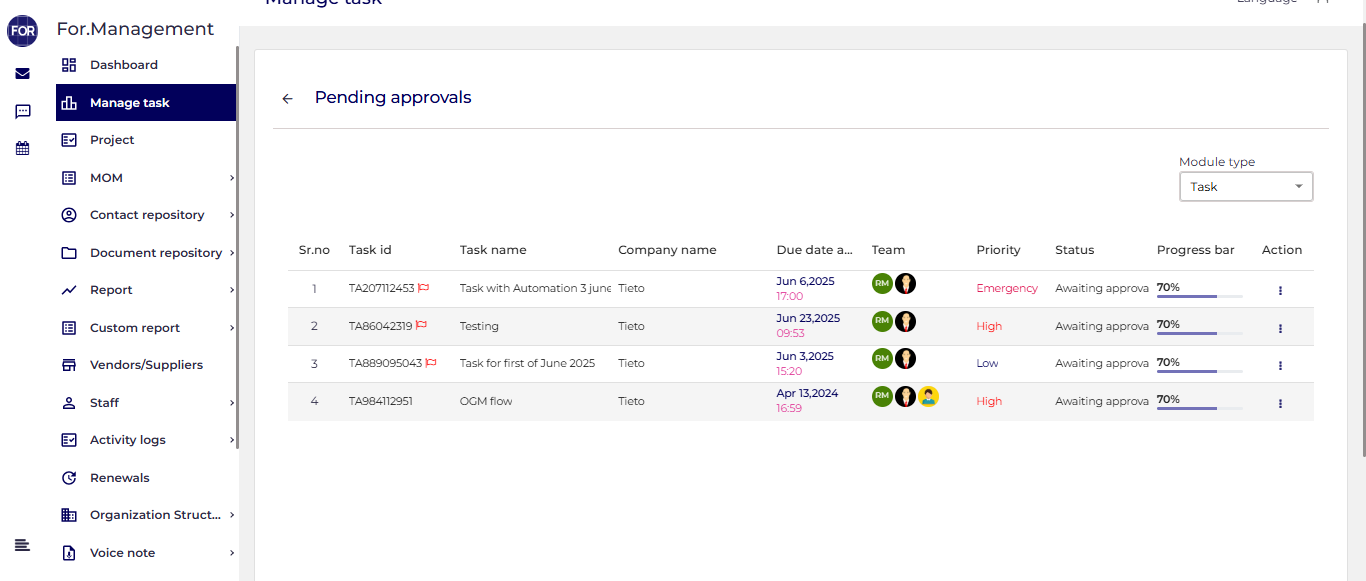 Manage task
Language
FOR
For.Management
Dashboard
Manage task
Project
MOM
Contact repository
Document repository
Report
Custom report
Vendors/Suppliers
Staff
Activity logs
Renewals
Organization Struct...
Voice note
Pending approvals
Module type
Task
Sr.no Task id Task name Company name Due date a... Team Priority Status Progress bar Action
1 TA207112453 Task with Automation 3 june Tieto Jun 6,2025 17:00 RM Emergency Awaiting approva 70%
2 TA86042319 Testing Tieto Jun 23,2025 09:53 RM High Awaiting approva 70%
3 TA889095043 Task for first of June 2025 Tieto Jun 3,2025 15:20 RM Low Awaiting approva 70%
4 TA984112951 OGM flow Tieto Apr 13,2024 16:59 RM High Awaiting approva 70%